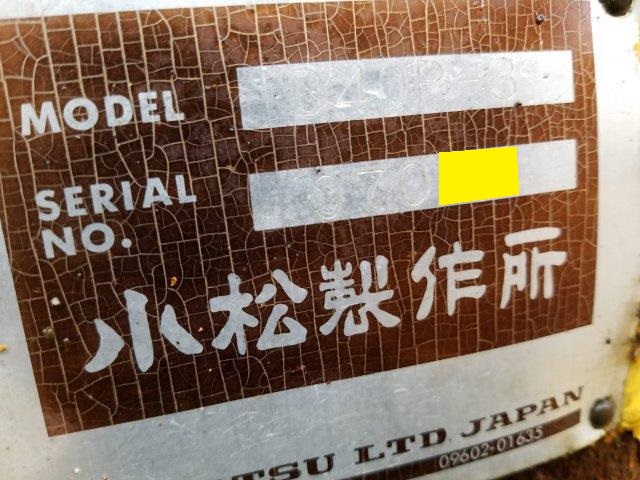 MODEL D40P-3
SERIAL NO. 070
小松製作所
TSU LTD JAPAN
09602-01635